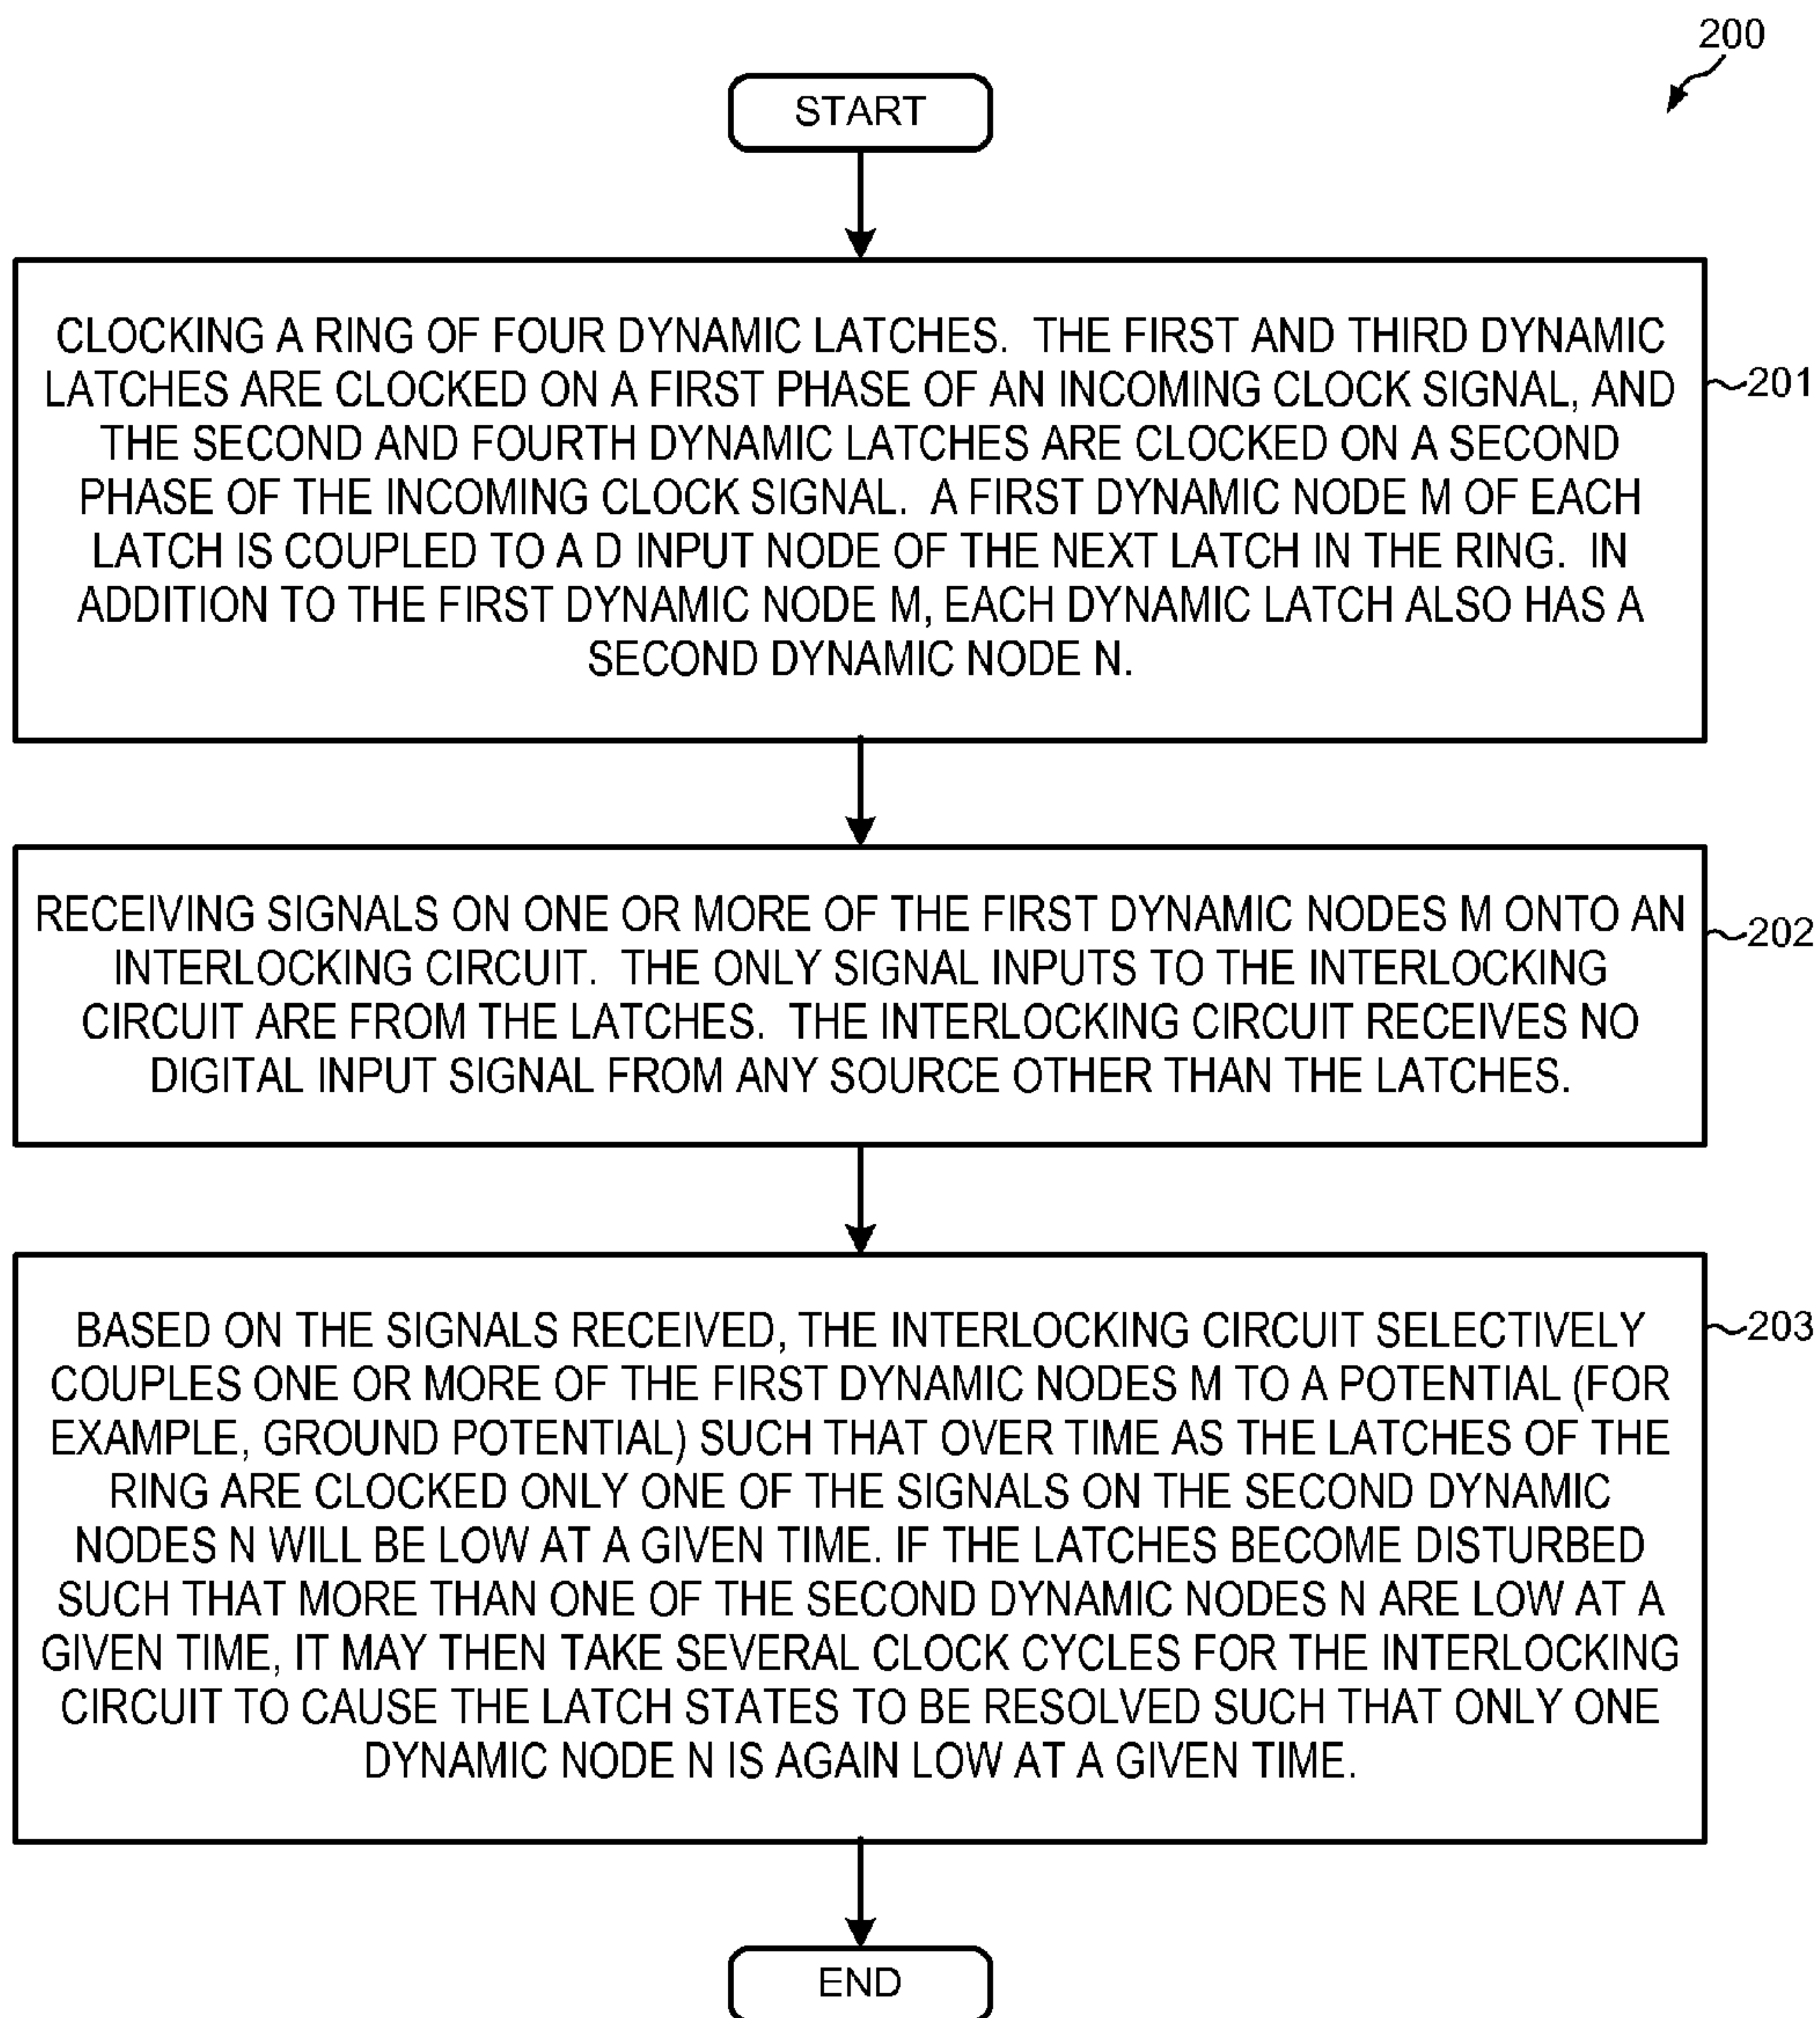 200
START
CLOCKING A RING OF FOUR DYNAMIC LATCHES. THE FIRST AND THIRD DYNAMIC
LATCHES ARE CLOCKED ON A FIRST PHASE OF AN INCOMING CLOCK SIGNAL, AND
THE SECOND AND FOURTH DYNAMIC LATCHES ARE CLOCKED ON A SECOND
PHASE OF THE INCOMING CLOCK SIGNAL. A FIRST DYNAMIC NODE M OF EACH
LATCH IS COUPLED TO A D INPUT NODE OF THE NEXT LATCH IN THE RING. IN
ADDITION TO THE FIRST DYNAMIC NODE M, EACH DYNAMIC LATCH ALSO HAS A
SECOND DYNAMIC NODE N.
201
RECEIVING SIGNALS ON ONE OR MORE OF THE FIRST DYNAMIC NODES M ONTO AN
INTERLOCKING CIRCUIT. THE ONLY SIGNAL INPUTS TO THE INTERLOCKING
CIRCUIT ARE FROM THE LATCHES. THE INTERLOCKING CIRCUIT RECEIVES NO
DIGITAL INPUT SIGNAL FROM ANY SOURCE OTHER THAN THE LATCHES.
202
BASED ON THE SIGNALS RECEIVED, THE INTERLOCKING CIRCUIT SELECTIVELY
COUPLES ONE OR MORE OF THE FIRST DYNAMIC NODES M TO A POTENTIAL (FOR
EXAMPLE, GROUND POTENTIAL) SUCH THAT OVER TIME AS THE LATCHES OF THE
RING ARE CLOCKED ONLY ONE OF THE SIGNALS ON THE SECOND DYNAMIC
NODES N WILL BE LOW AT A GIVEN TIME. IF THE LATCHES BECOME DISTURBED
SUCH THAT MORE THAN ONE OF THE SECOND DYNAMIC NODES N ARE LOW AT A
GIVEN TIME, IT MAY THEN TAKE SEVERAL CLOCK CYCLES FOR THE INTERLOCKING
CIRCUIT TO CAUSE THE LATCH STATES TO BE RESOLVED SUCH THAT ONLY ONE
DYNAMIC NODE N IS AGAIN LOW AT A GIVEN TIME.
203
END